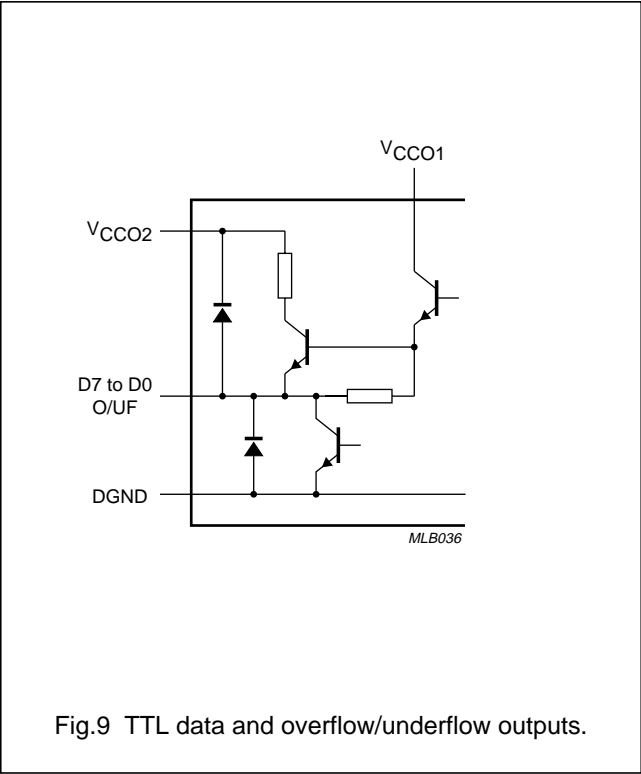 VCCO1
VCCO2
D7 to D0
O/UF
DGND
MLB036
Fig.9 TTL data and overflow/underflow outputs.